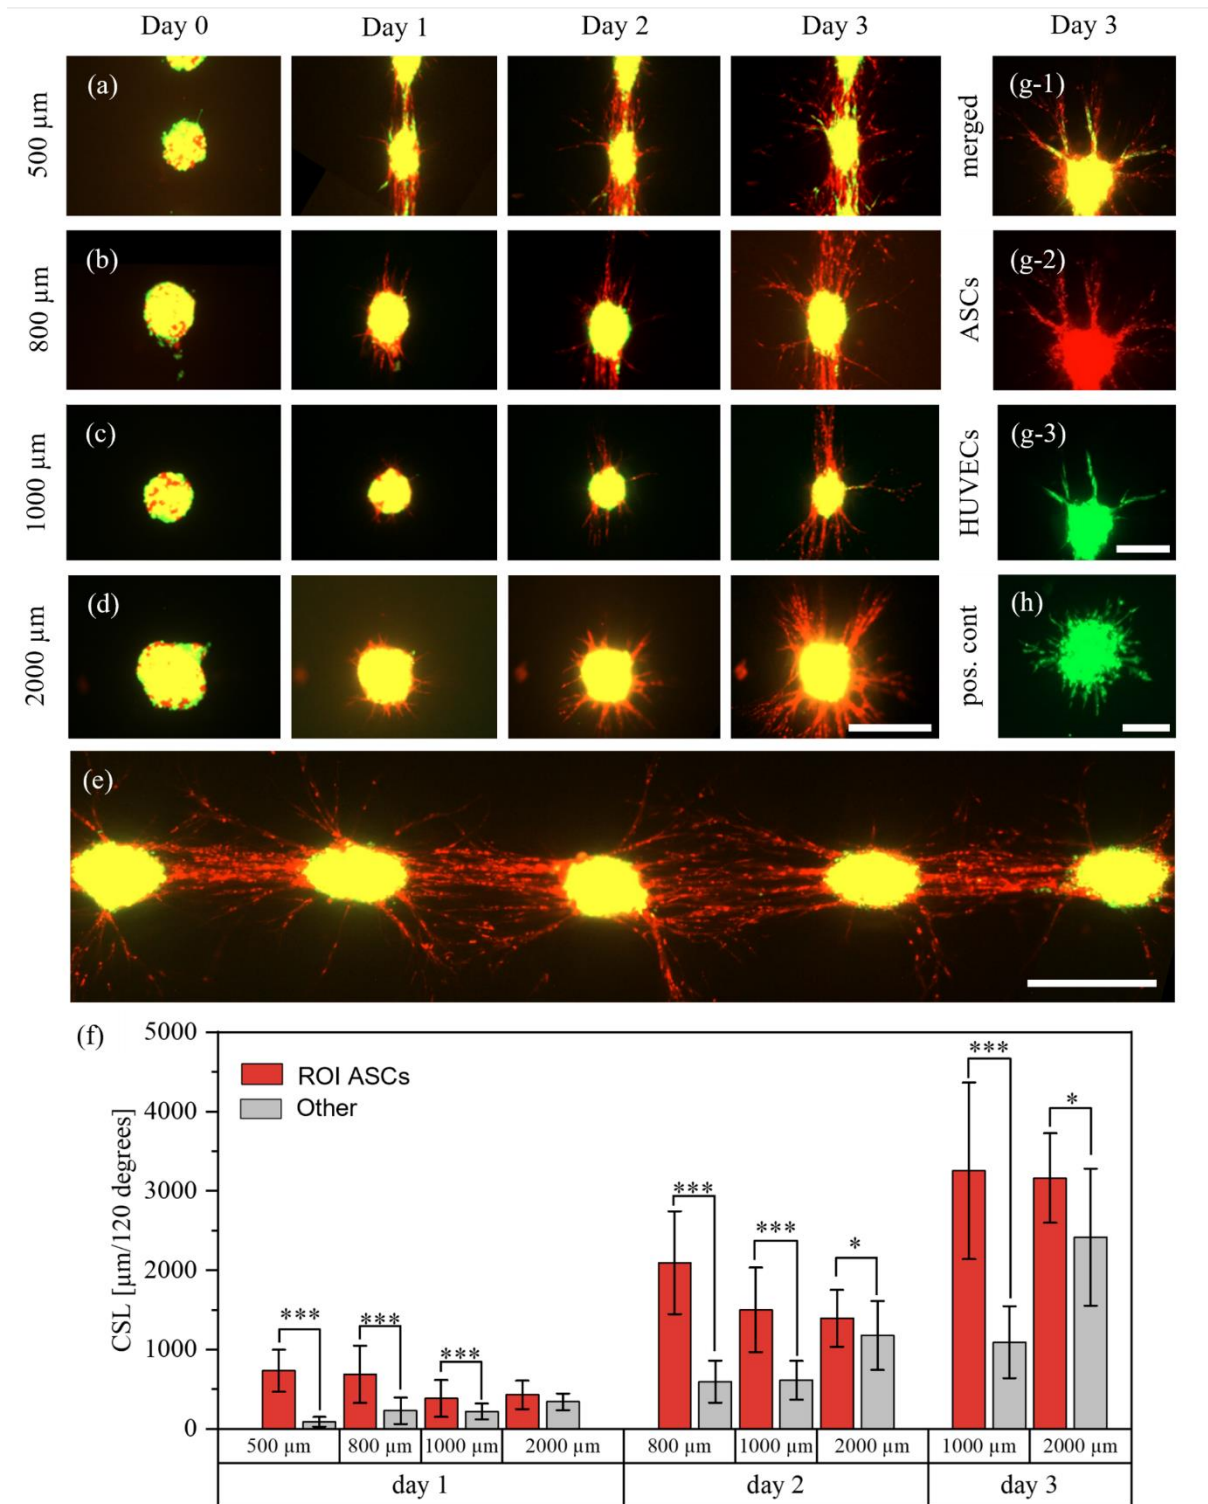 Day 0 Day 1 Day 2 Day 3 Day 3
500 µm (a) merged (g-1)
800 µm (b) ASCs (g-2)
1000 µm (c) HUVECs (g-3)
2000 µm (d) pos. cont (h)
(e)
(f)
CSL [µm/120 degrees]
5000
4000
3000
2000
1000
0
ROI ASCs
Other
*** *** *** *** *** * *** *
500 µm 800 µm 1000 µm 2000 µm 800 µm 1000 µm 2000 µm 1000 µm 2000 µm
day 1 day 2 day 3